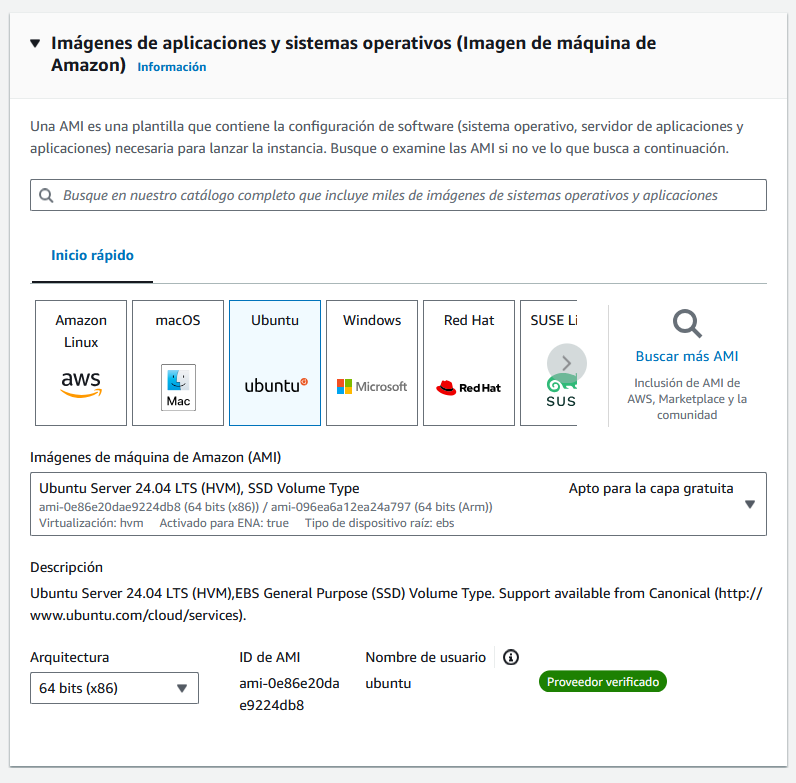 Imágenes de aplicaciones y sistemas operativos (Imagen de máquina de
Amazon) Información
Una AMI es una plantilla que contiene la configuración de software (sistema operativo, servidor de aplicaciones y
aplicaciones) necesaria para lanzar la instancia. Busque o examine las AMI si no ve lo que busca a continuación.
Busque en nuestro catálogo completo que incluye miles de imágenes de sistemas operativos y aplicaciones
Inicio rápido
Amazon
Linux
aws
macOS
Mac
Ubuntu
ubuntu
Windows
Microsoft
Red Hat
Red Hat
SUSE Li
SUS
Buscar más AMI
Inclusión de AMI de
AWS, Marketplace y la
comunidad
Imágenes de máquina de Amazon (AMI)
Ubuntu Server 24.04 LTS (HVM), SSD Volume Type Apto para la capa gratuita
ami-0e86e20dae9224db8 (64 bits (x86)) / ami-096ea6a12ea24a797 (64 bits (Arm))
Virtualización: hvm Activado para ENA: true Tipo de dispositivo raíz: ebs
Descripción
Ubuntu Server 24.04 LTS (HVM),EBS General Purpose (SSD) Volume Type. Support available from Canonical (http://
www.ubuntu.com/cloud/services).
Arquitectura
64 bits (x86)
ID de AMI
ami-0e86e20da
e9224db8
Nombre de usuario
ubuntu
Proveedor verificado